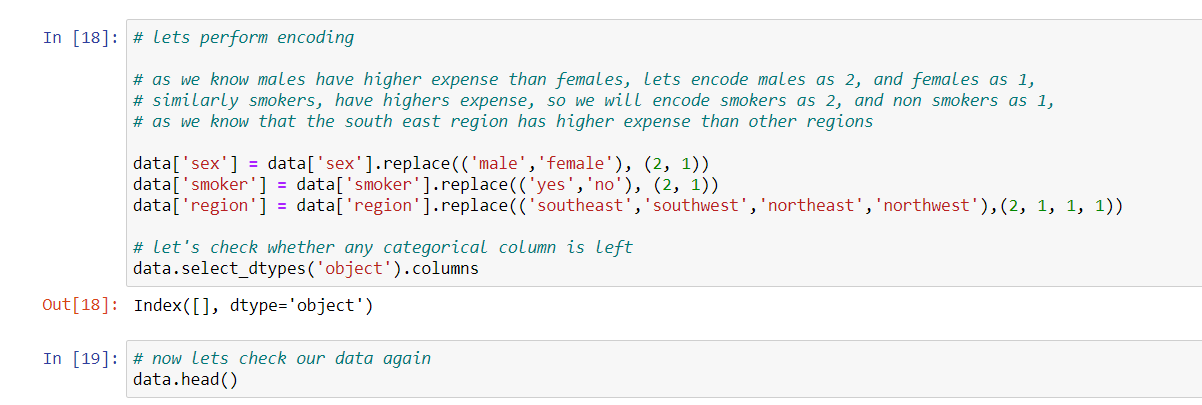 In [18]: # lets perform encoding
# as we know males have higher expense than females, lets encode males as 2, and females as 1,
# similarly smokers, have highers expense, so we will encode smokers as 2, and non smokers as 1,
# as we know that the south east region has higher expense than other regions
data['sex'] = data['sex'].replace(('male','female'), (2, 1))
data['smoker'] = data['smoker'].replace(('yes','no'), (2, 1))
data['region'] = data['region'].replace(('southeast','southwest','northeast','northwest'),(2, 1, 1, 1))
# let's check whether any categorical column is left
data.select_dtypes('object').columns
Out[18]: Index([], dtype='object')
In [19]: # now lets check our data again
data.head()